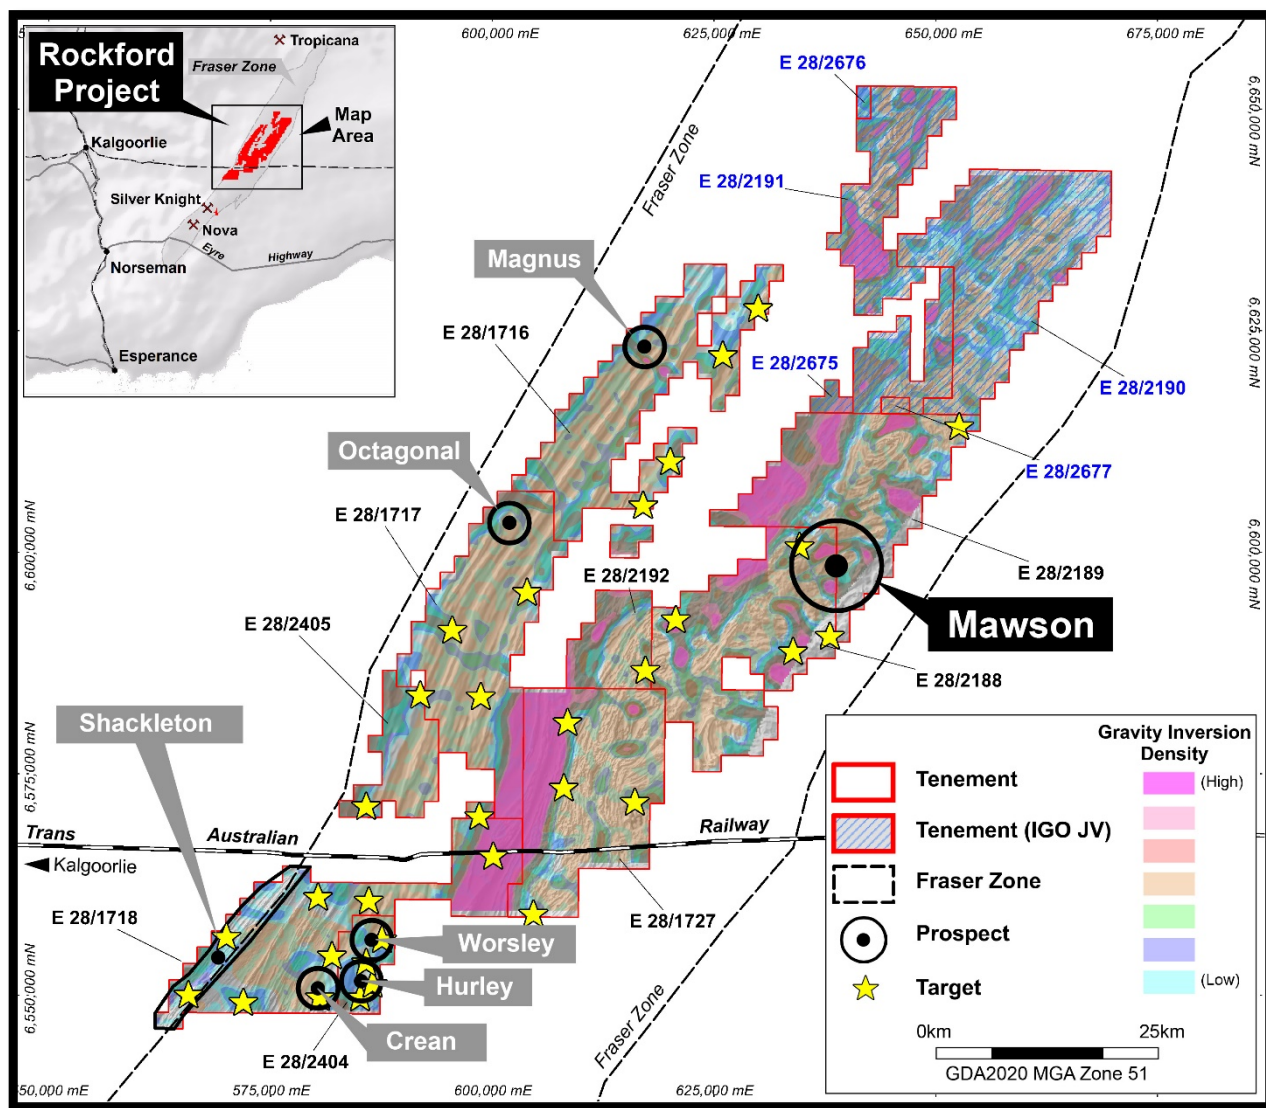 600,000 mE
625,000 mE
650,000 mE
675,000 mE
Tropicana
Rockford
Project
Fraser Zone
Map
Area
Kalgoorlie
Silver Knight
Nova
Eyre
Highway
Norseman
Esperance
E 28/2676
6,650,000 mN
Fraser Zone
E 28/2191
Magnus
E 28/1716
6,625,000 mN
E 28/2675
E 28/2190
Octagonal
E 28/2677
E 28/1717
6,600,000 mN
6,600,000 mN
E 28/2192
E 28/2189
E 28/2405
Mawson
E 28/2188
Shackleton
6,575,000 mN
Trans
Australian
Railway
Kalgoorlie
E 28/1718
E 28/1727
Worsley
Hurley
6,550,000 mN
Crean
E 28/2404
Fraser Zone
Gravity Inversion
Density
Tenement
(High)
Tenement (IGO JV)
Fraser Zone
Prospect
Target
(Low)
0km
25km
GDA2020 MGA Zone 51
50,000 mE
575,000 mE
600,000 mE
625,000 mE